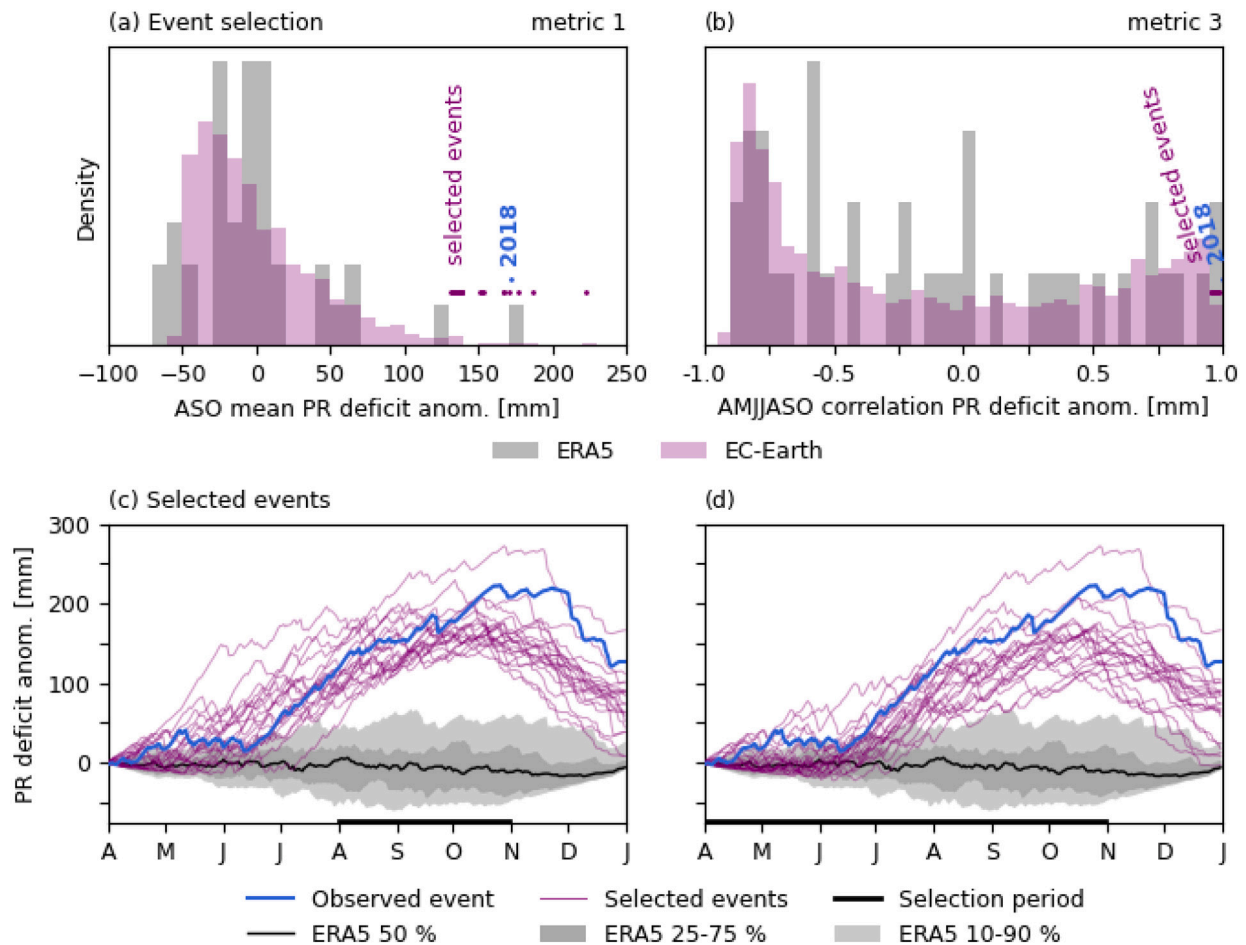 (a) Event selection metric 1
(b) metric 3
Density
selected events
2018
selected events
2018
−100 −50 0 50 100 150 200 250
-1.0 -0.5 0.0 0.5 1.0
ASO mean PR deficit anom. [mm]
AMJJASO correlation PR deficit anom. [mm]
ERA5 EC-Earth
(c) Selected events
(d)
PR deficit anom. [mm]
300
200
100
0
A M J J A S O N D J
A M J J A S O N D J
Observed event Selected events Selection period
ERA5 50 % ERA5 25-75 % ERA5 10-90 %